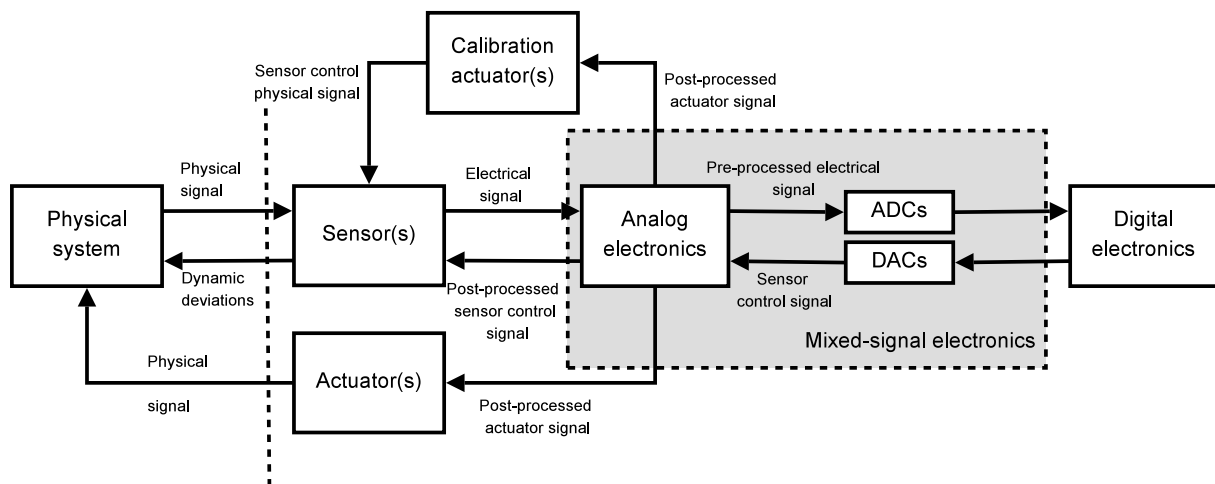 Calibration
actuator(s)
Sensor control
physical signal
Post-processed
actuator signal
Physical
signal
Electrical
signal
Pre-processed electrical
signal
Physical
system
Sensor(s)
Analog
electronics
ADCs
DACs
Digital
electronics
Dynamic
deviations
Post-processed
sensor control
signal
Sensor
control signal
Mixed-signal electronics
Physical
signal
Actuator(s)
Post-processed
actuator signal